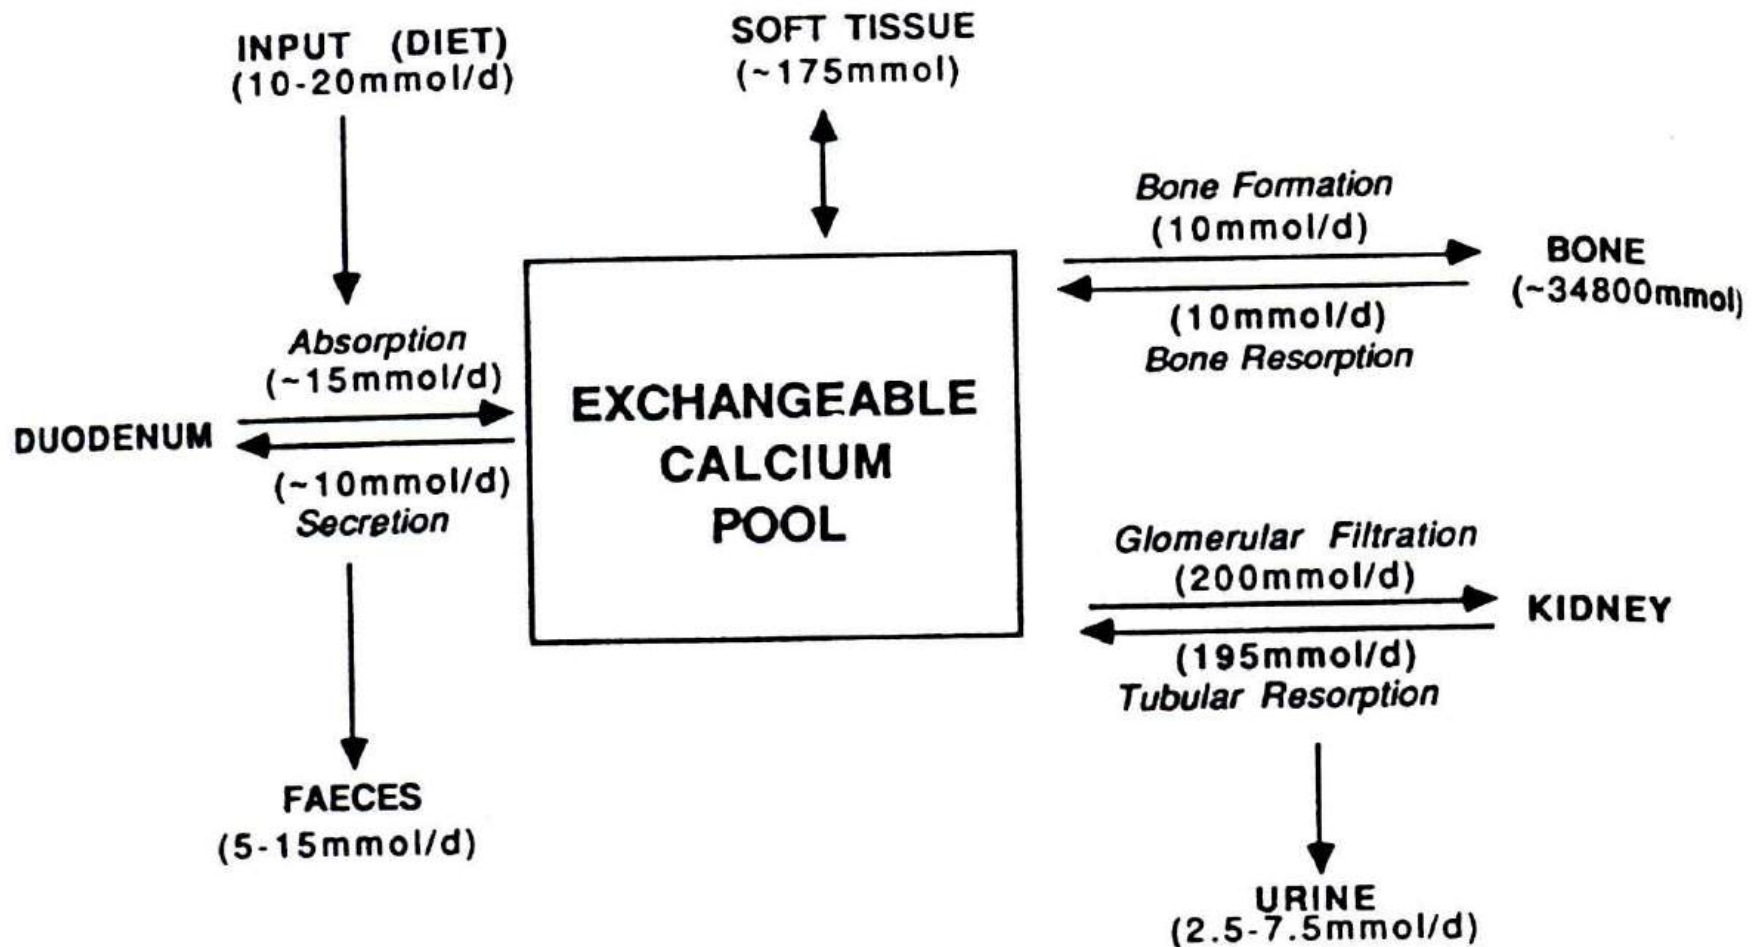 INPUT (DIET)
(10-20mmol/d)
SOFT TISSUE
(~175mmol)
Bone Formation
(10mmol/d)
BONE
(~34800mmol)
(10mmol/d)
Bone Resorption
Absorption
(~15mmol/d)
DUODENUM
(~10mmol/d)
Secretion
EXCHANGEABLE
CALCIUM
POOL
Glomerular Filtration
(200mmol/d)
KIDNEY
(195mmol/d)
Tubular Resorption
FAECES
(5-15mmol/d)
URINE
(2.5-7.5mmol/d)